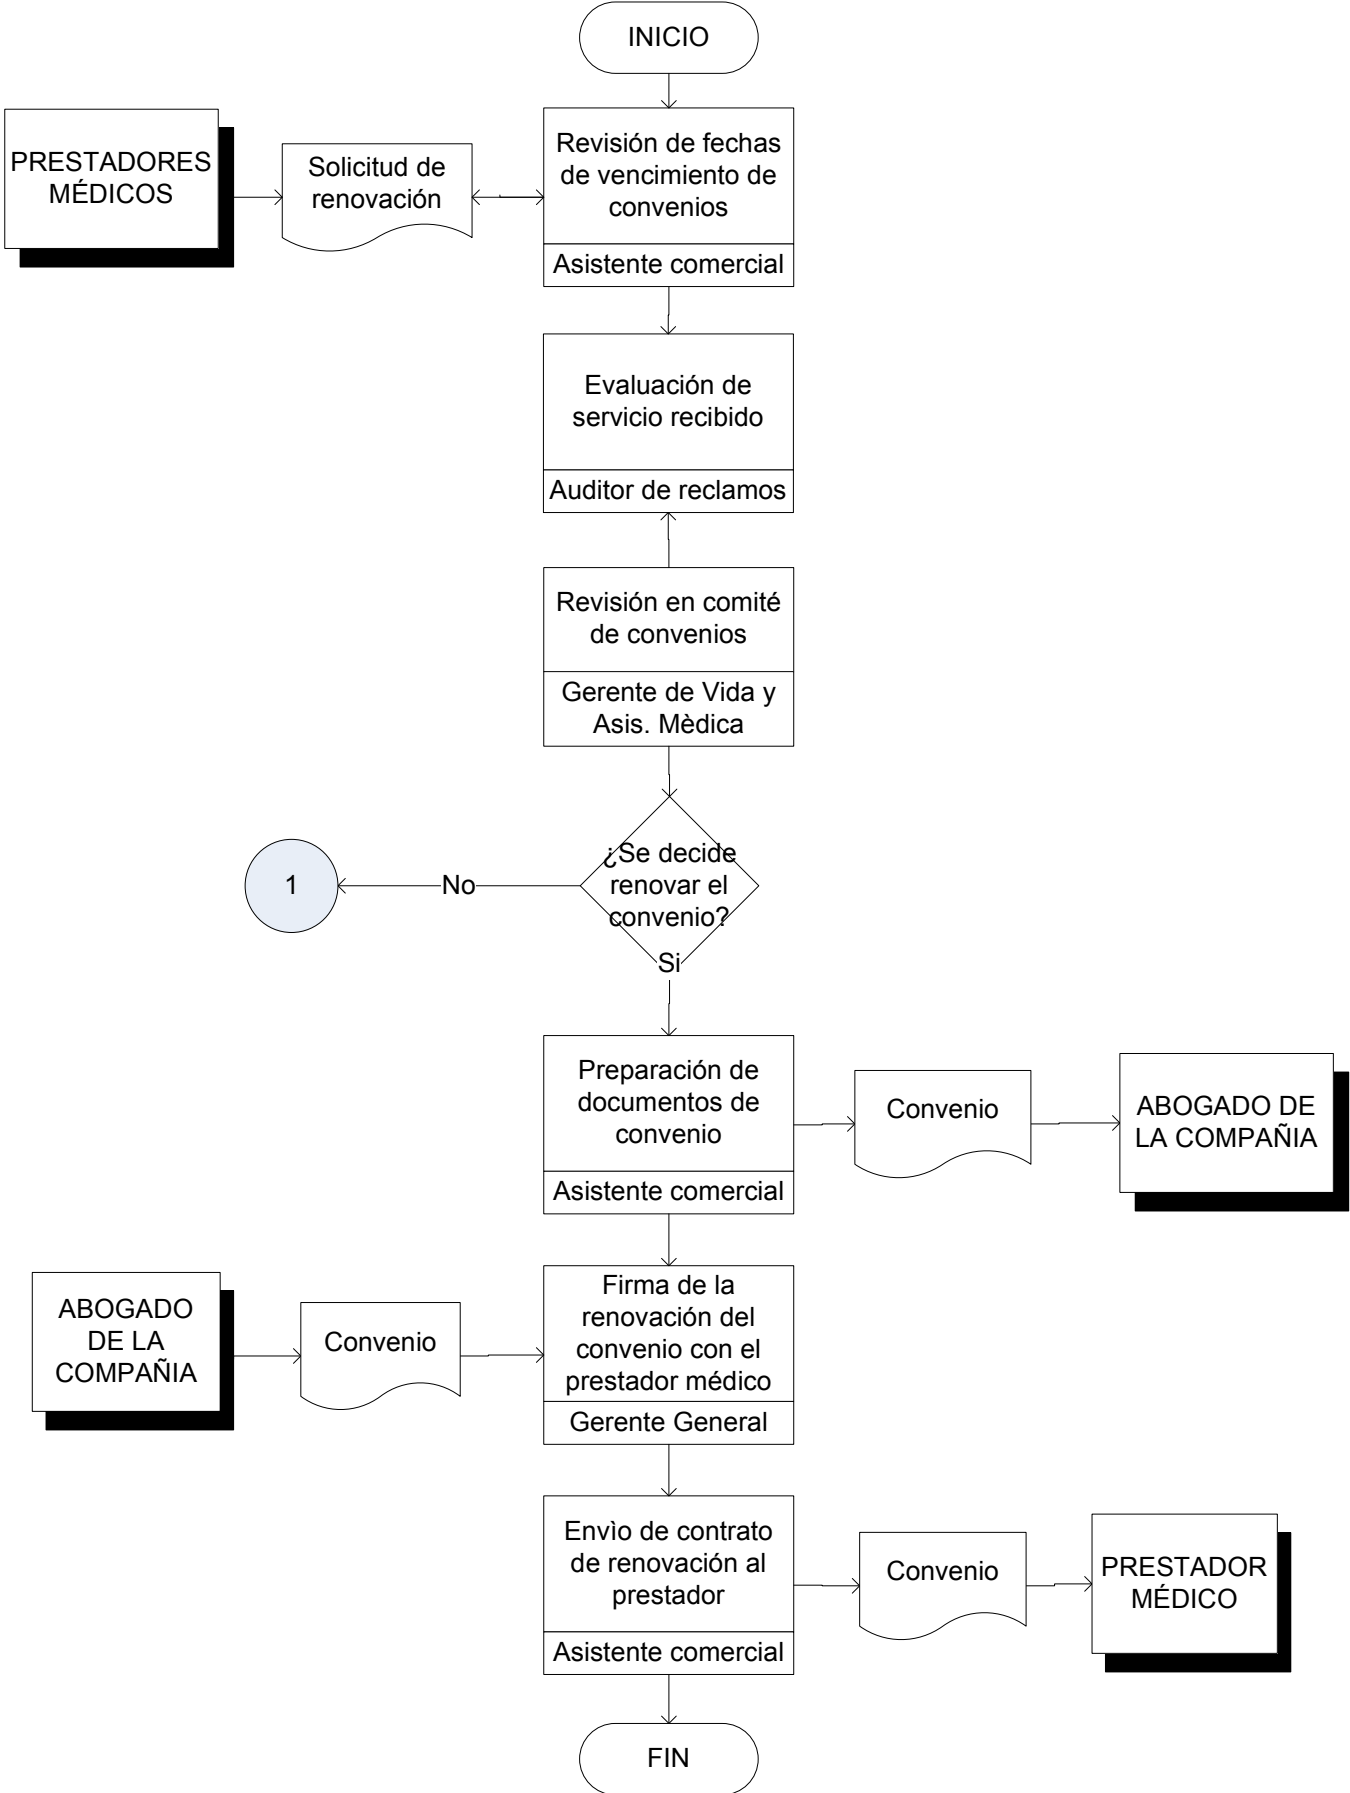 INICIO
PRESTADORES
MÉDICOS
Solicitud de
renovación
Revisión de fechas
de vencimiento de
convenios
Asistente comercial
Evaluación de
servicio recibido
Auditor de reclamos
Revisión en comité
de convenios
Gerente de Vida y
Asis. Mèdica
¿Se decide
renovar el
convenio?
No
1
Si
Preparación de
documentos de
convenio
Asistente comercial
Convenio
ABOGADO DE
LA COMPAÑIA
ABOGADO
DE LA
COMPAÑIA
Convenio
Firma de la
renovación del
convenio con el
prestador médico
Gerente General
Envìo de contrato
de renovación al
prestador
Asistente comercial
Convenio
PRESTADOR
MÉDICO
FIN